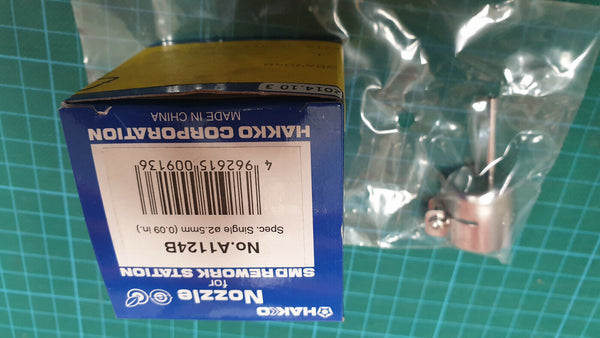 HAKKO
Nozzle
for
SMD REWORK STATION
No.A1124B
Spec. Single ø2.5mm (0.09 in.)
4 962615 009136
HAKKO CORPORATION
MADE IN CHINA
2014.10.3